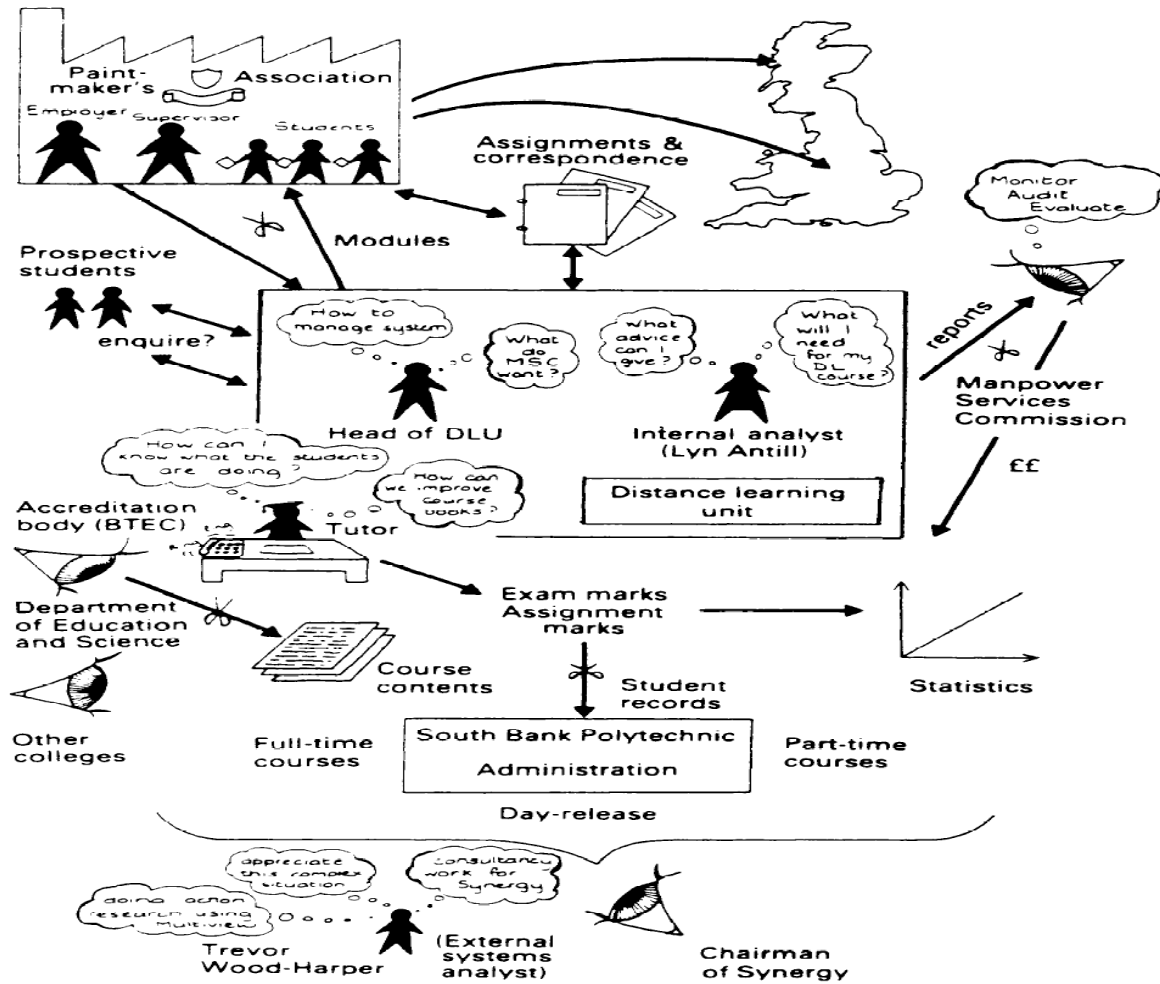 Paint-
maker's
Association
Employer
Supervisor
Students
Assignments &
correspondence
Monitor
Audit
Evaluate
Modules
Prospective
students
enquire?
How to
manage system
What
do
MSC
want?
What
advice
can I
give?
What
will I
need
for my
DL
course?
reports
Manpower
Services
Commission
££
Head of DLU
Internal analyst
(Lyn Antill)
Distance learning
unit
How can I
know what the students
are doing?
How can
we improve
course
books?
Tutor
Accreditation
body (BTEC)
Department
of Education
and Science
Exam marks
Assignment
marks
Course
contents
Student
records
Statistics
Other
colleges
Full-time
courses
South Bank Polytechnic
Administration
Part-time
courses
Day-release
appreciate
this complex
situation
Consultancy
work for
Synergy
doing action
research using
Multiview
Trevor
Wood-Harper
(External
systems
analyst)
Chairman
of Synergy